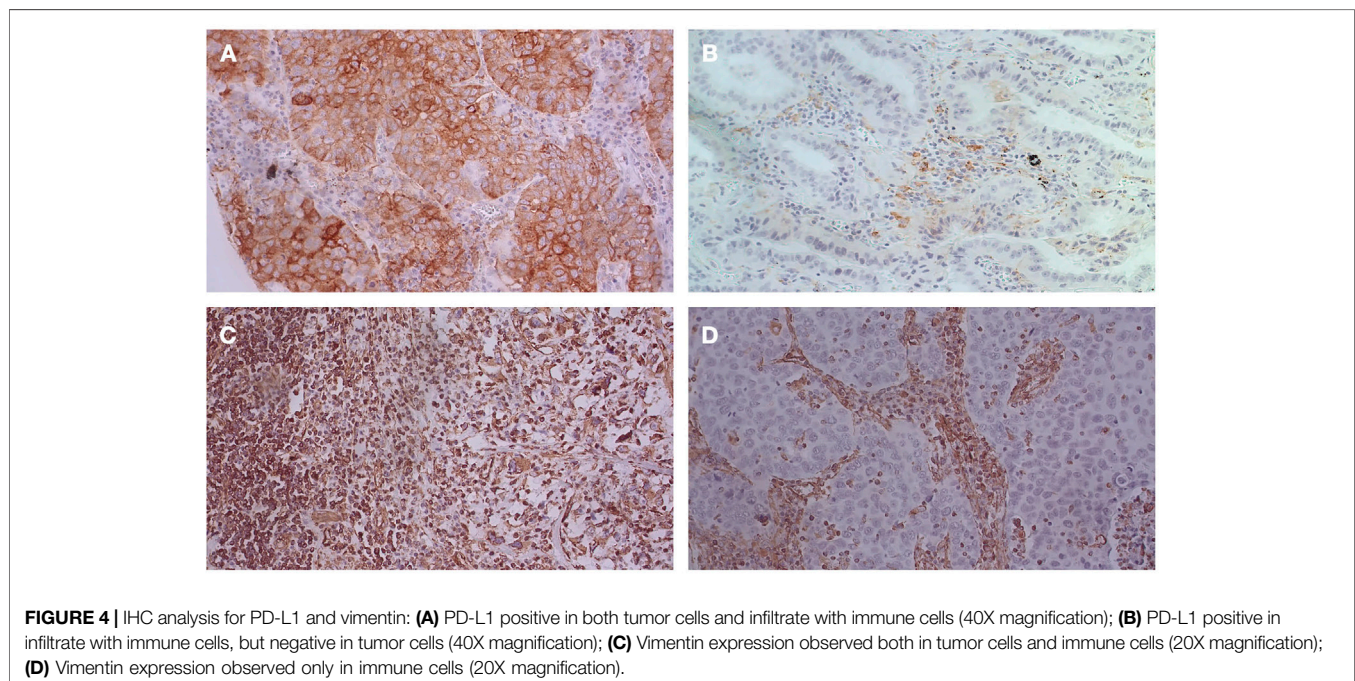 A
B
C
D
FIGURE 4 | IHC analysis for PD-L1 and vimentin: (A) PD-L1 positive in both tumor cells and infiltrate with immune cells (40X magnification); (B) PD-L1 positive in
infiltrate with immune cells, but negative in tumor cells (40X magnification); (C) Vimentin expression observed both in tumor cells and immune cells (20X magnification);
(D) Vimentin expression observed only in immune cells (20X magnification).